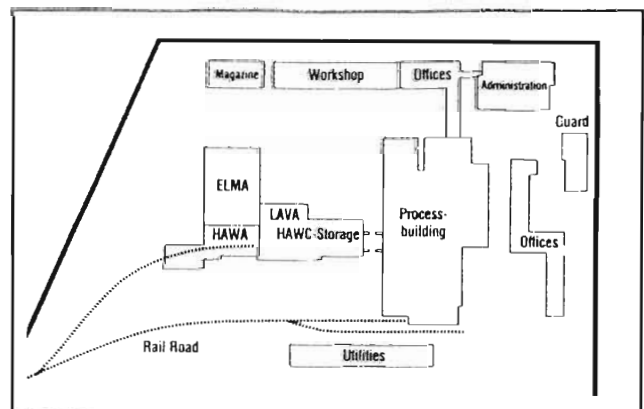 Magazine
Workshop
Offices
Administration
Guard
ELMA
LAVA
HAWA
HAWC-Storage
Process-
building
Offices
Rail Road
Utilities